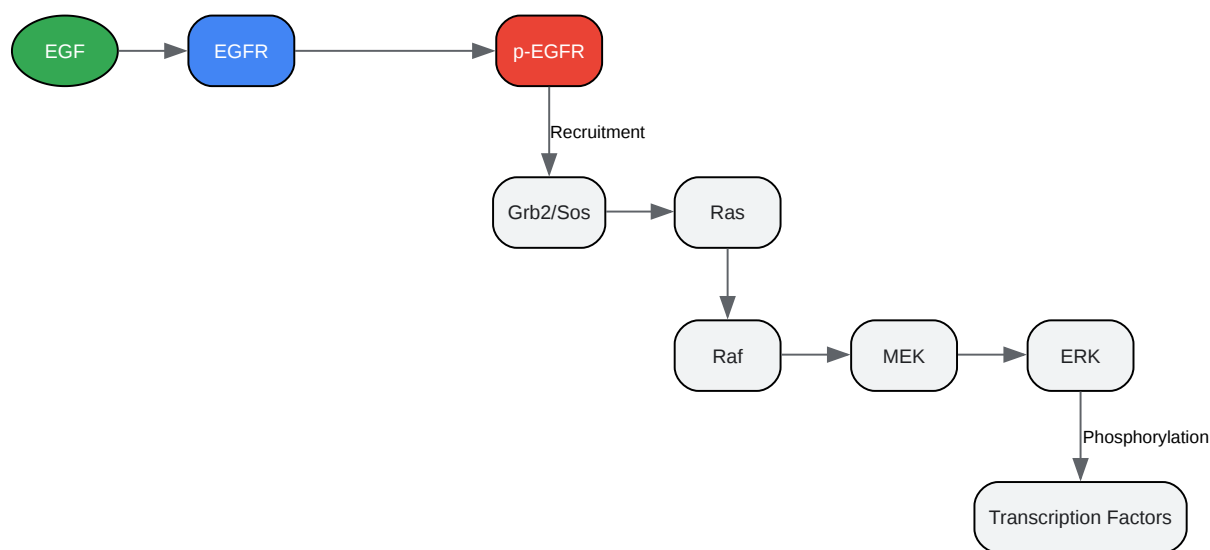 EGF
EGFR
p-EGFR
Recruitment
Grb2/Sos
Ras
Raf
MEK
ERK
Phosphorylation
Transcription Factors